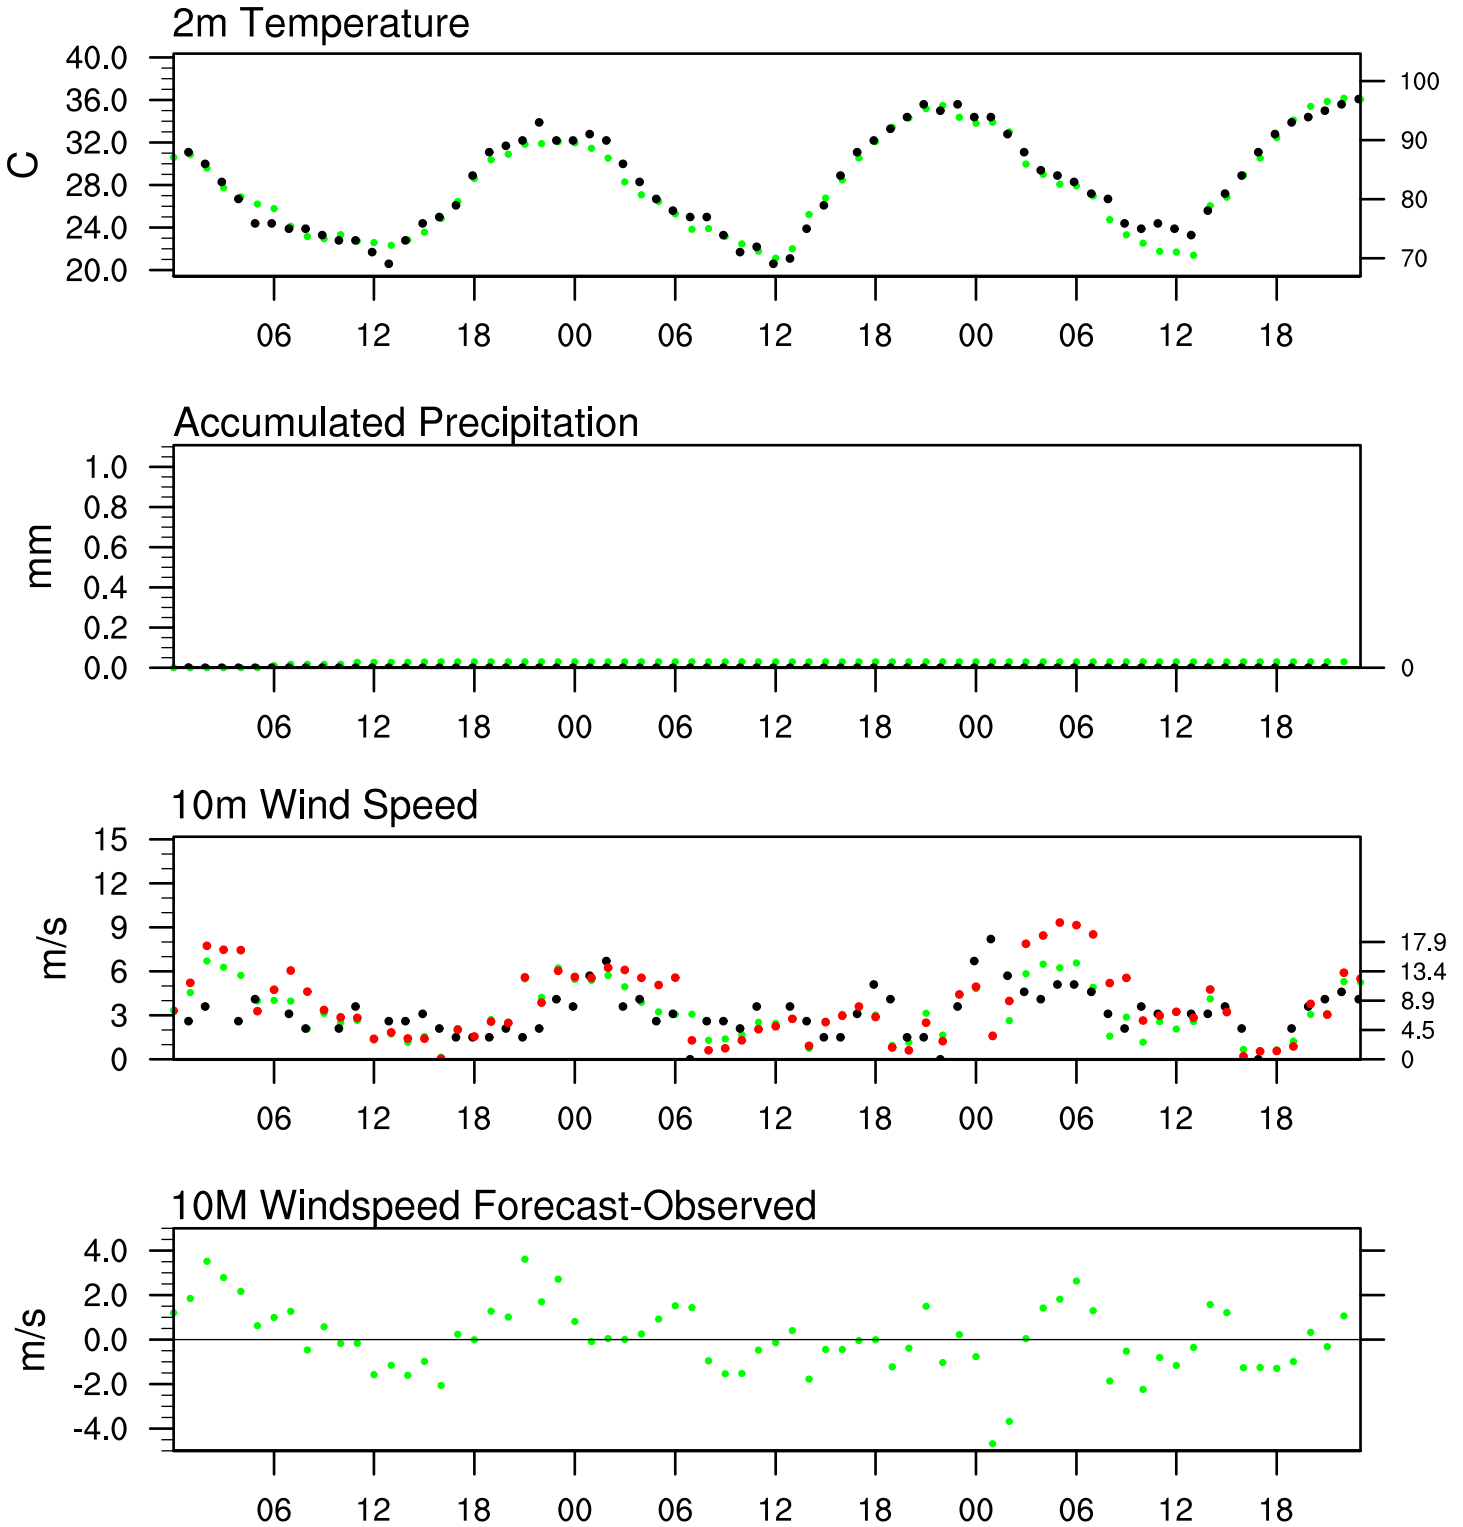 2m Temperature
40.0
36.0
32.0
28.0
24.0
20.0
C
100
90
80
70
06 12 18 00 06 12 18 00 06 12 18
Accumulated Precipitation
1.0
0.8
0.6
0.4
0.2
0.0
mm
0
06 12 18 00 06 12 18 00 06 12 18
10m Wind Speed
15
12
9
6
3
0
m/s
17.9
13.4
8.9
4.5
0
06 12 18 00 06 12 18 00 06 12 18
10M Windspeed Forecast-Observed
4.0
2.0
0.0
-2.0
-4.0
m/s
06 12 18 00 06 12 18 00 06 12 18